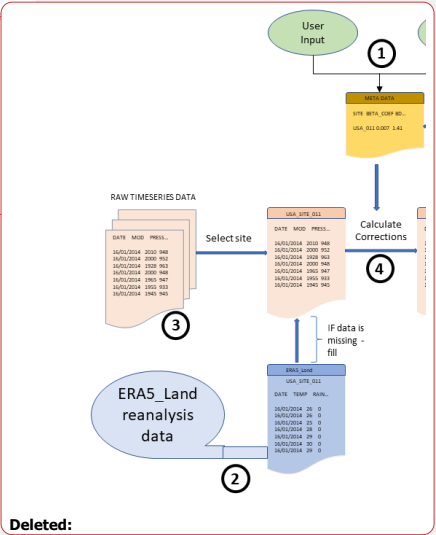 User
Input
1
META DATA
SITE BETA_COEF BD...
USA_011 0.007 1.41
RAW TIMESERIES DATA
DATE MOD PRESS...
16/01/2014 2010 948
16/01/2014 2000 952
16/01/2014 1928 963
16/01/2014 2000 948
16/01/2014 1965 947
16/01/2014 1955 933
16/01/2014 1945 945
3
Select site
USA_SITE_011
DATE MOD PRESS...
16/01/2014 2010 948
16/01/2014 2000 952
16/01/2014 1928 963
16/01/2014 2000 948
16/01/2014 1965 947
16/01/2014 1955 933
16/01/2014 1945 945
Calculate
Corrections
4
IF data is
missing -
fill
ERA5_Land
USA_SITE_011
DATE TEMP RAIN...
16/01/2014 26 0
16/01/2014 26 0
16/01/2014 25 0
16/01/2014 28 0
16/01/2014 29 0
16/01/2014 30 0
16/01/2014 29 0
ERA5_Land
reanalysis
data
2
Deleted: